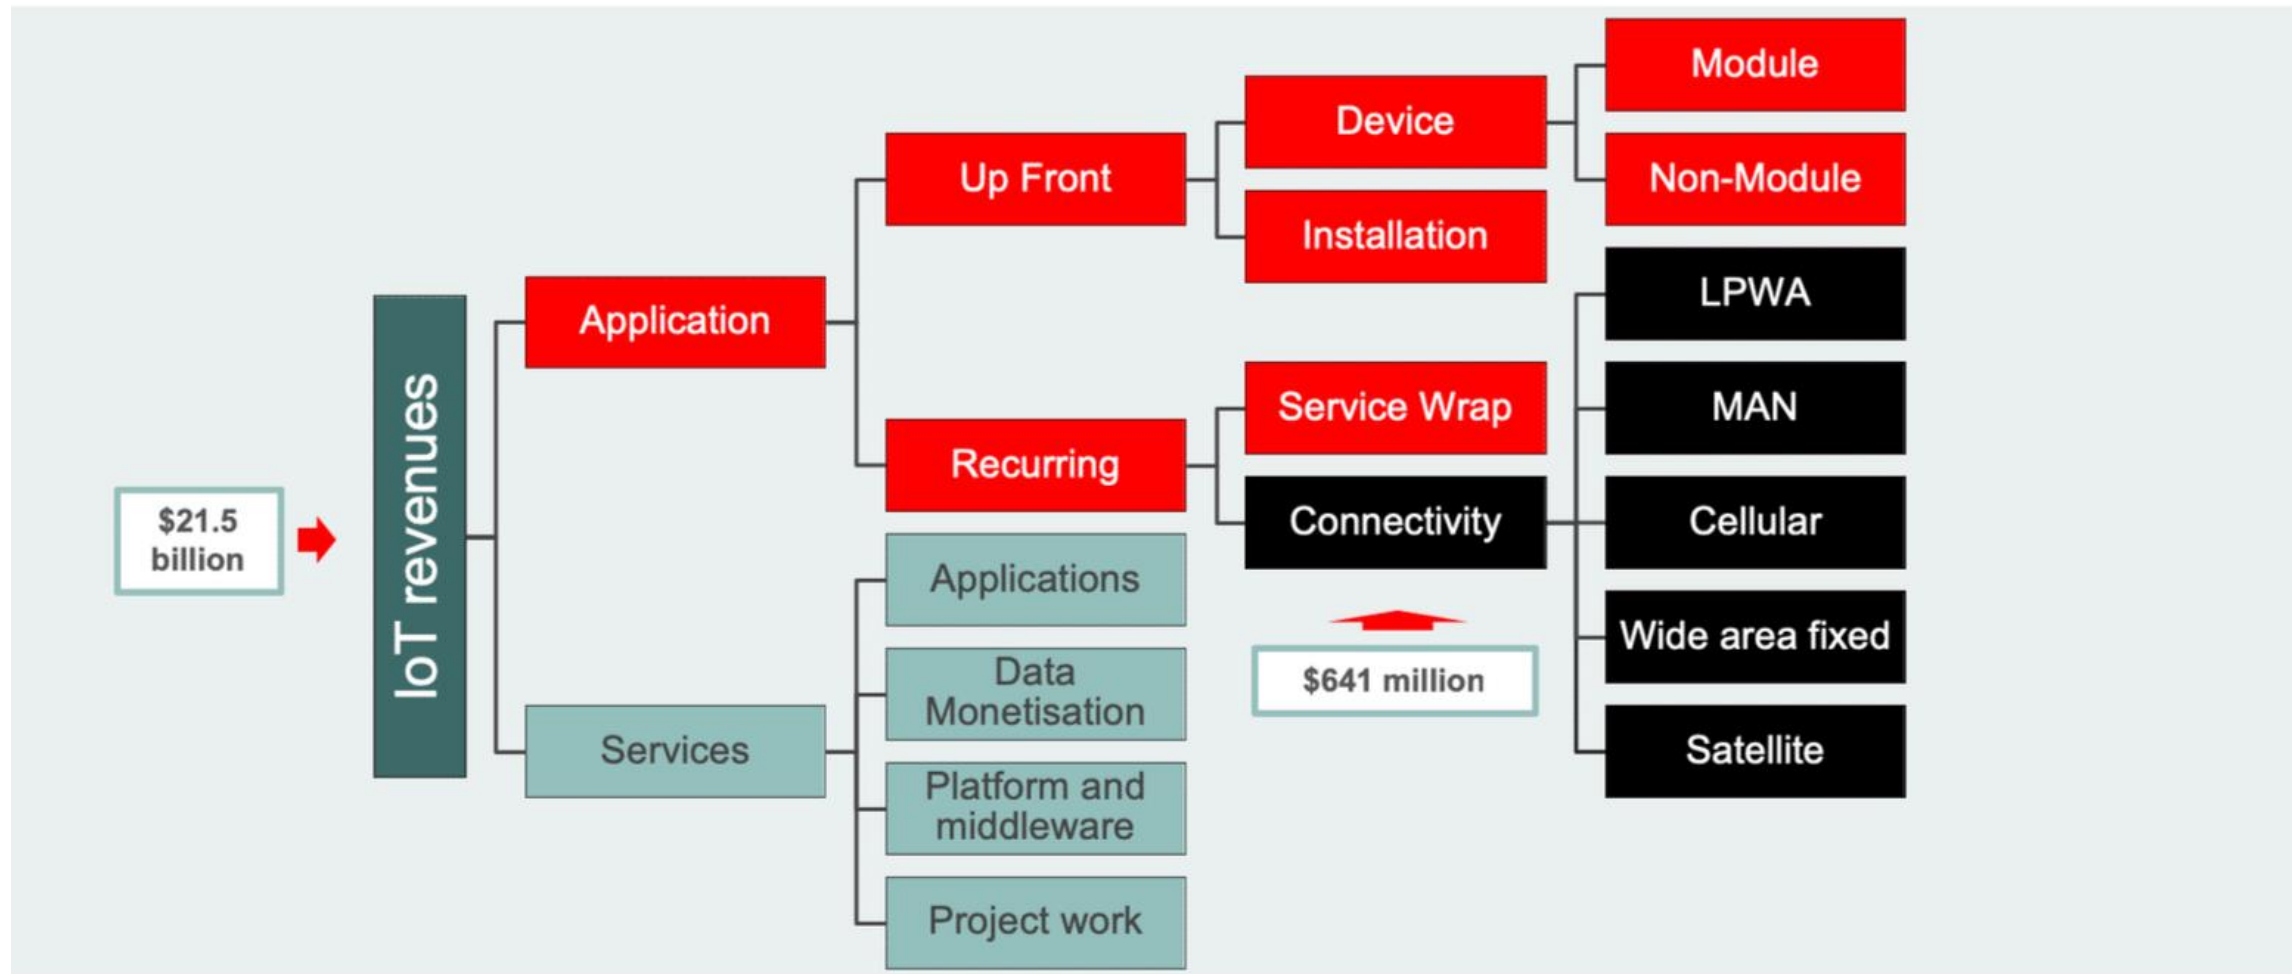 $21.5
billion
IoT revenues
Application
Services
Up Front
Recurring
Applications
Data
Monetisation
Platform and
middleware
Project work
Device
Installation
Service Wrap
Connectivity
$641 million
Module
Non-Module
LPWA
MAN
Cellular
Wide area fixed
Satellite